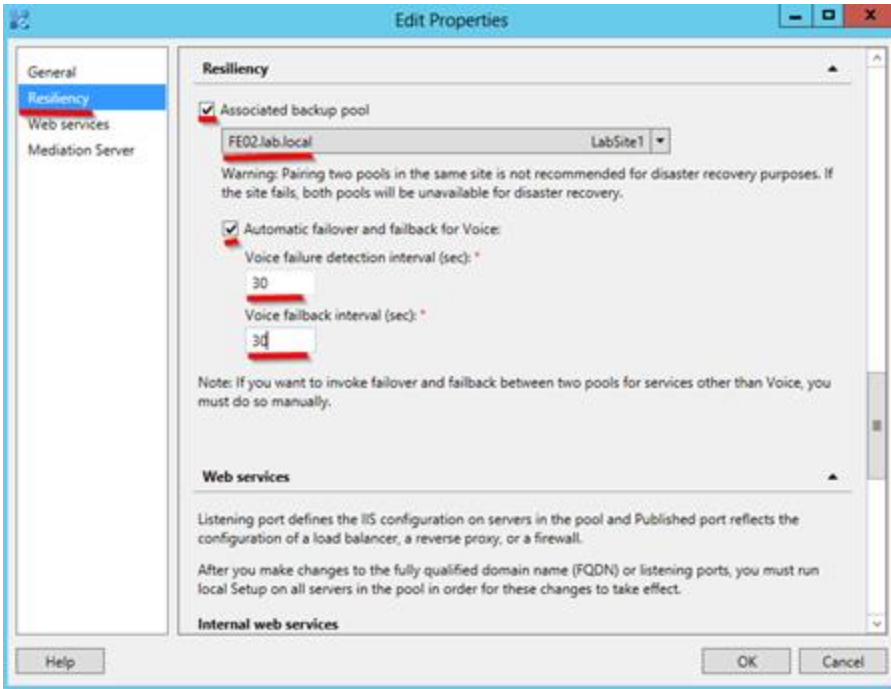 Edit Properties
General
Resiliency
Web services
Mediation Server
Resiliency
Associated backup pool
FE02.lab.local LabSite1
Warning: Pairing two pools in the same site is not recommended for disaster recovery purposes. If
the site fails, both pools will be unavailable for disaster recovery.
Automatic failover and failback for Voice:
Voice failure detection interval (sec): *
30
Voice failback interval (sec): *
30
Note: If you want to invoke failover and failback between two pools for services other than Voice, you
must do so manually.
Web services
Listening port defines the IIS configuration on servers in the pool and Published port reflects the
configuration of a load balancer, a reverse proxy, or a firewall.
After you make changes to the fully qualified domain name (FQDN) or listening ports, you must run
local Setup on all servers in the pool in order for these changes to take effect.
Internal web services
Help
OK
Cancel